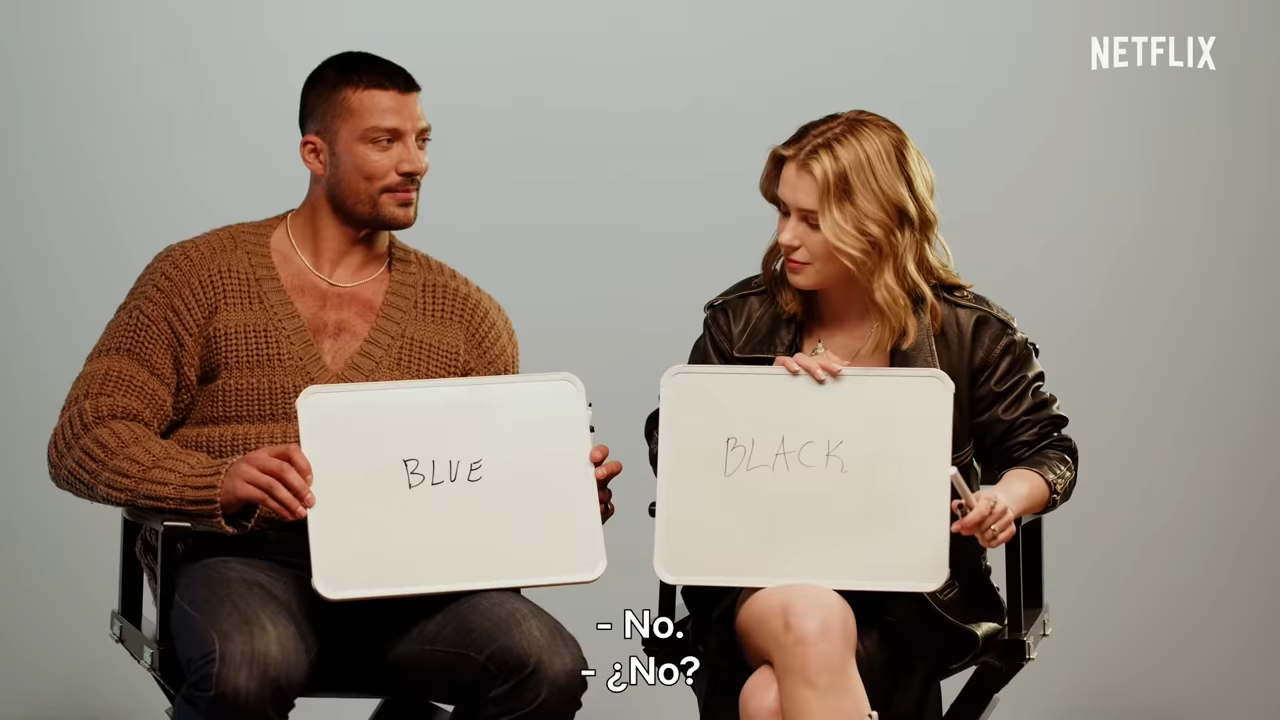 NETFLIX
BLUE
BLACK
- No.
- ¿No?